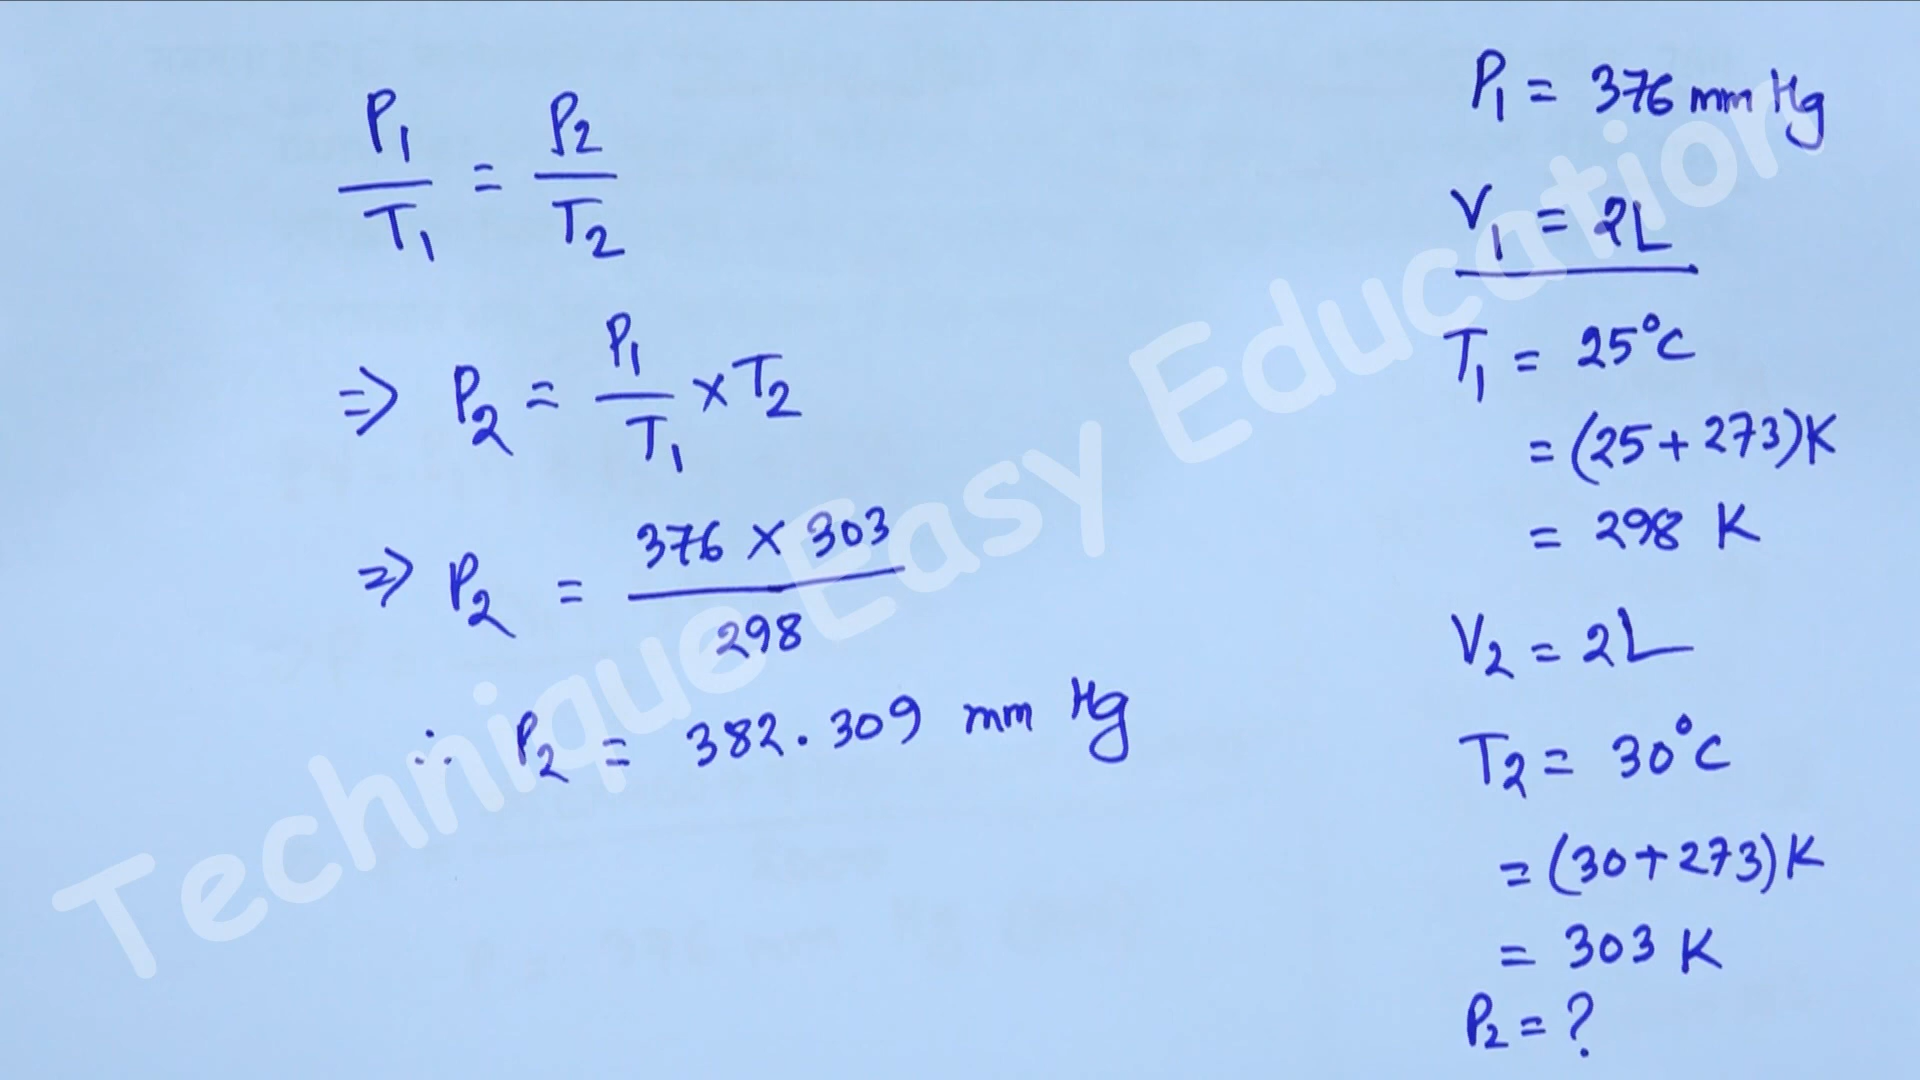 P₁/T₁ = P₂/T₂
⇒ P₂ = P₁/T₁ × T₂
⇒ P₂ = 376 × 303 / 298
∴ P₂ = 382.309 mm Hg
P₁ = 376 mm Hg
V₁ = 2L
T₁ = 25°C
= (25 + 273)K
= 298 K
V₂ = 2L
T₂ = 30°C
= (30 + 273)K
= 303 K
P₂ = ?
Technique Easy Education